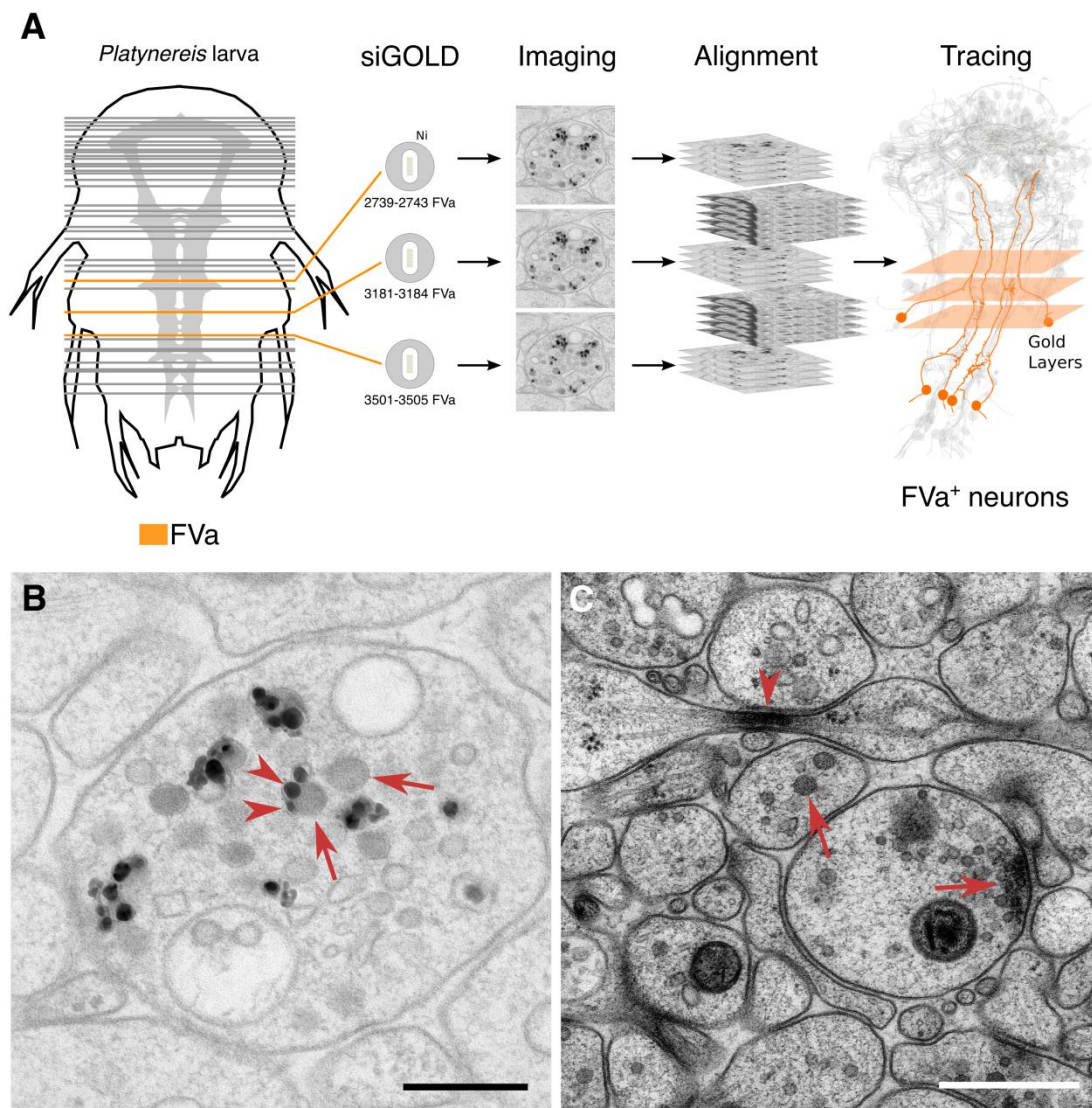 A
Platynereis larva
siGOLD
Imaging
Alignment
Tracing
Ni
2739-2743 FVa
3181-3184 FVa
3501-3505 FVa
Gold
Layers
FVa
FVa⁺ neurons
B
C